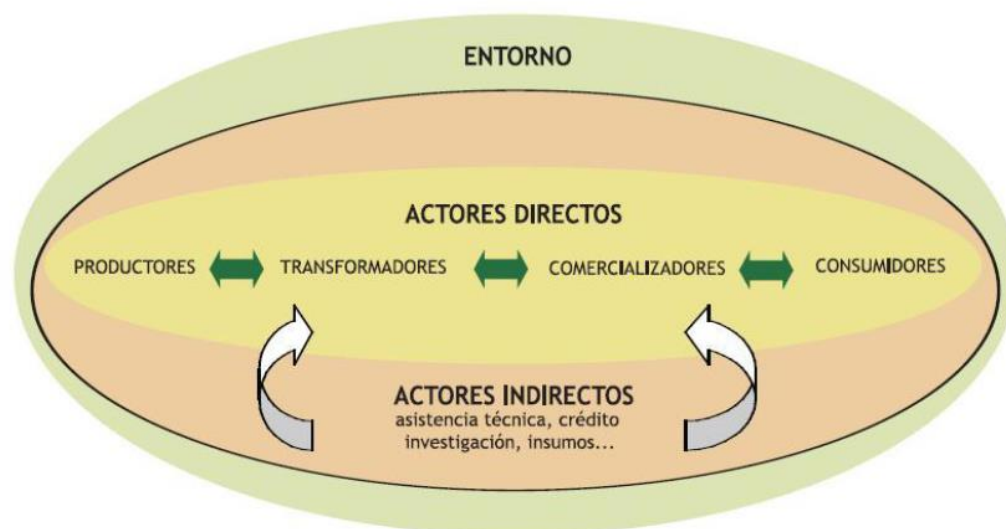 ENTORNO
ACTORES DIRECTOS
PRODUCTORES TRANSFORMADORES COMERCIALIZADORES CONSUMIDORES
ACTORES INDIRECTOS
asistencia técnica, crédito
investigación, insumos...